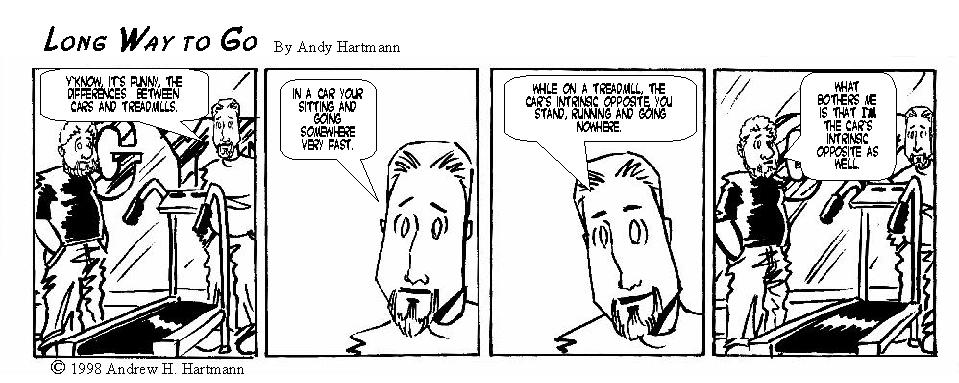 LONG WAY TO GO By Andy Hartmann
Y'KNOW, IT'S FUNNY, THE
DIFFERENCES BETWEEN
CARS AND TREADMILLS.
G Y
IN A CAR YOUR
SITTING AND
GOING
SOMEWHERE
VERY FAST.
WHILE ON A TREADMILL, THE
CAR'S INTRINSIC OPPOSITE, YOU
STAND, RUNNING AND GOING
NOWHERE.
WHAT
BOTHERS ME
IS THAT I'M
THE CAR'S
INTRINSIC
OPPOSITE AS
WELL.
© 1998 Andrew H. Hartmann